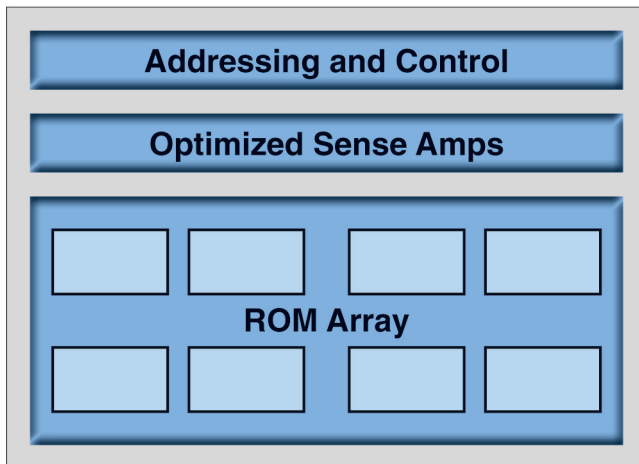 Addressing and Control
Optimized Sense Amps
ROM Array